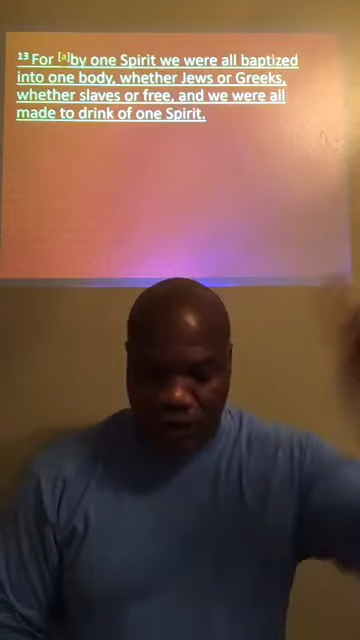 13 For [a]by one Spirit we were all baptized
into one body, whether Jews or Greeks,
whether slaves or free, and we were all
made to drink of one Spirit.